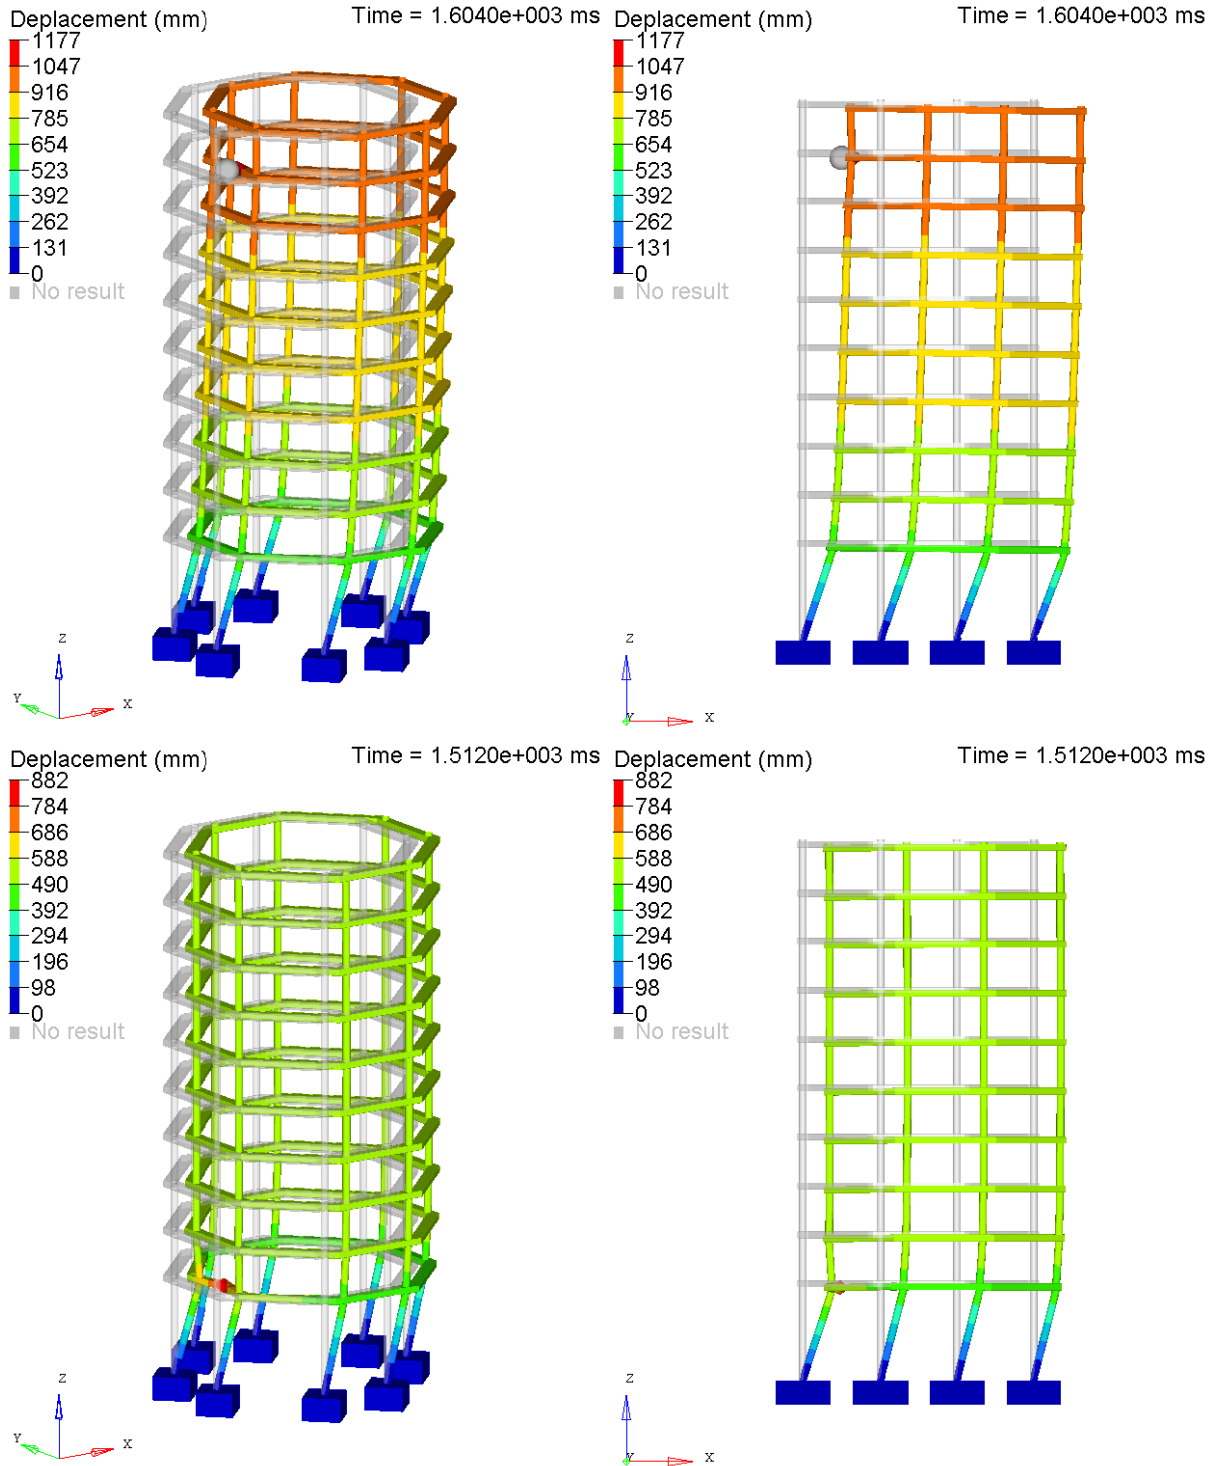 Deplacement (mm)
Time = 1.6040e+003 ms
1177
1047
916
785
654
523
392
262
131
0
No result
Z
Y
X
Deplacement (mm)
Time = 1.6040e+003 ms
1177
1047
916
785
654
523
392
262
131
0
No result
Z
Y
X
Deplacement (mm)
Time = 1.5120e+003 ms
882
784
686
588
490
392
294
196
98
0
No result
Z
Y
X
Deplacement (mm)
Time = 1.5120e+003 ms
882
784
686
588
490
392
294
196
98
0
No result
Z
Y
X